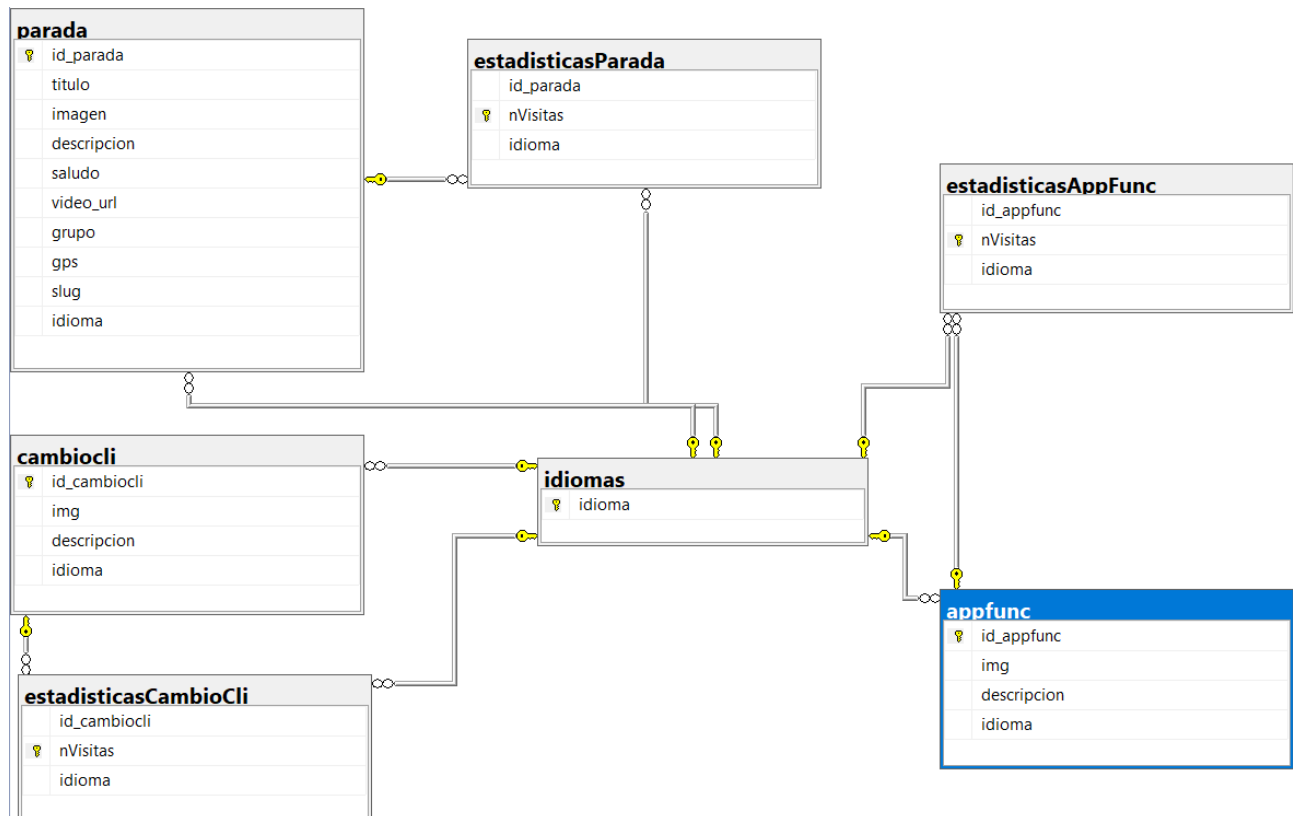 parada
id_parada
titulo
imagen
descripcion
saludo
video_url
grupo
gps
slug
idioma
estadisticasParada
id_parada
nVisitas
idioma
estadisticasAppFunc
id_appfunc
nVisitas
idioma
cambiocli
id_cambiocli
img
descripcion
idioma
idiomas
idioma
appfunc
id_appfunc
img
descripcion
idioma
estadisticasCambioCli
id_cambiocli
nVisitas
idioma